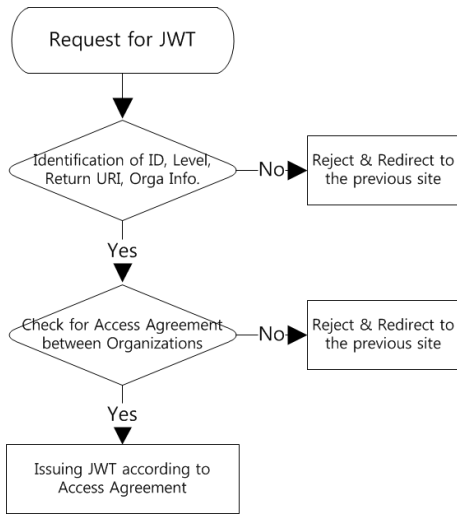 Request for JWT
Identification of ID, Level,
Return URI, Orga Info.
No
Reject & Redirect to
the previous site
Yes
Check for Access Agreement
between Organizations
No
Reject & Redirect to
the previous site
Yes
Issuing JWT according to
Access Agreement